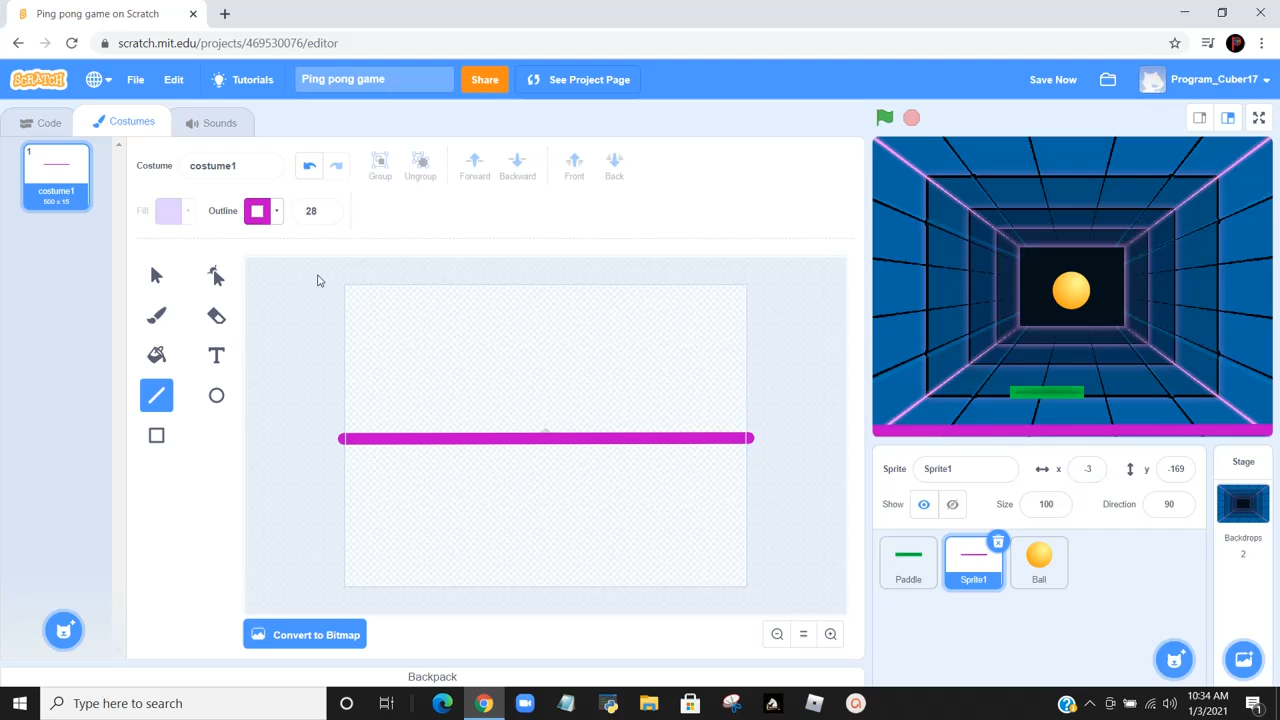 Ping pong game on Scratch
scratch.mit.edu/projects/469530076/editor
SCRATCH
File
Edit
Tutorials
Ping pong game
Share
See Project Page
Save Now
Program_Cuber17
Code
Costumes
Sounds
1
costume1
500 x 15
Costume
costume1
Group
Ungroup
Forward
Backward
Front
Back
Fill
Outline
28
Convert to Bitmap
Sprite
Sprite1
x
-3
y
-169
Show
Size
100
Direction
90
Paddle
Sprite1
Ball
Stage
Backdrops
2
Backpack
Type here to search
10:34 AM
1/3/2021